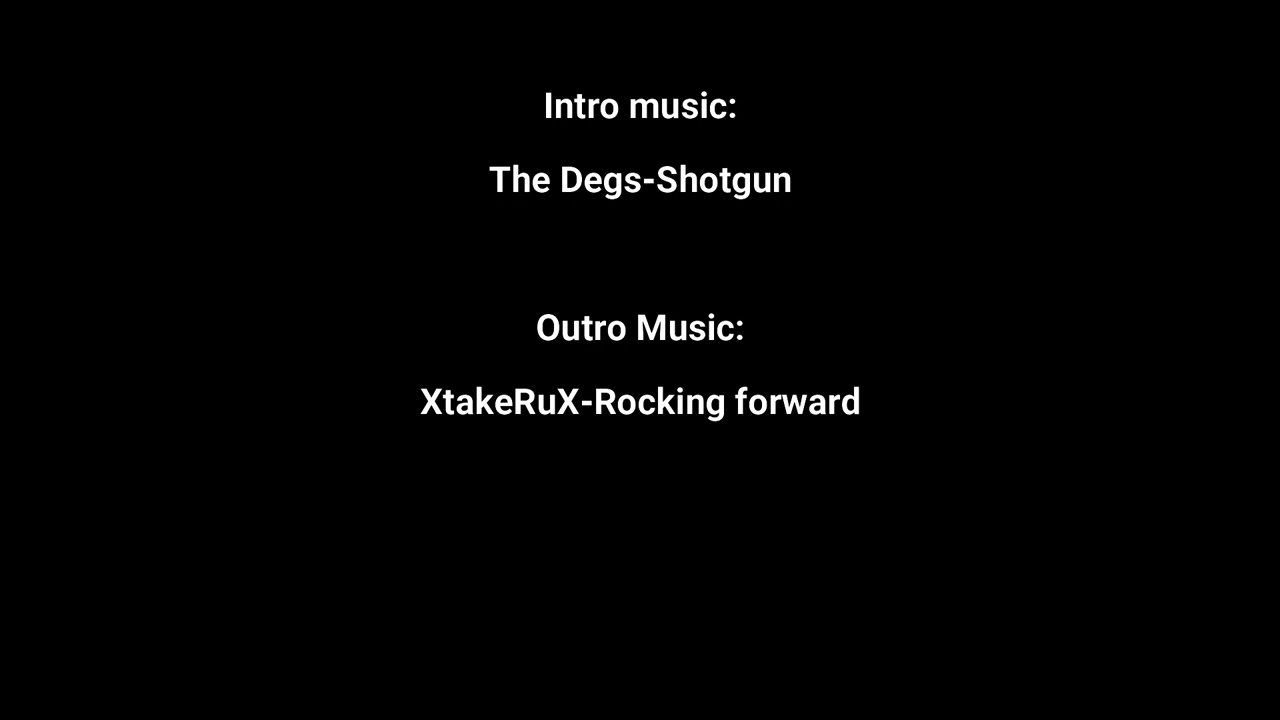 Intro music:
The Degs-Shotgun
Outro Music:
XtakeRuX-Rocking forward